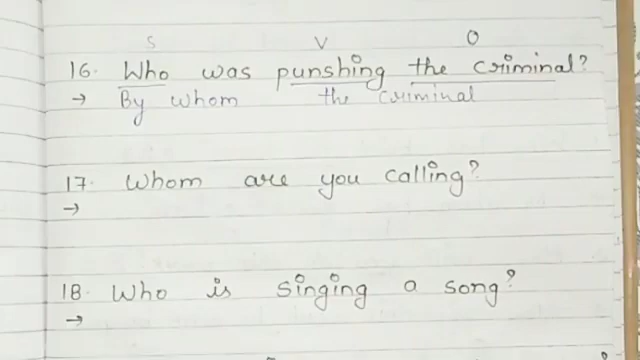 S V O
16. Who was punshing the criminal?
→ By whom the criminal
17. Whom are you calling?
→
18. Who is singing a song?
→